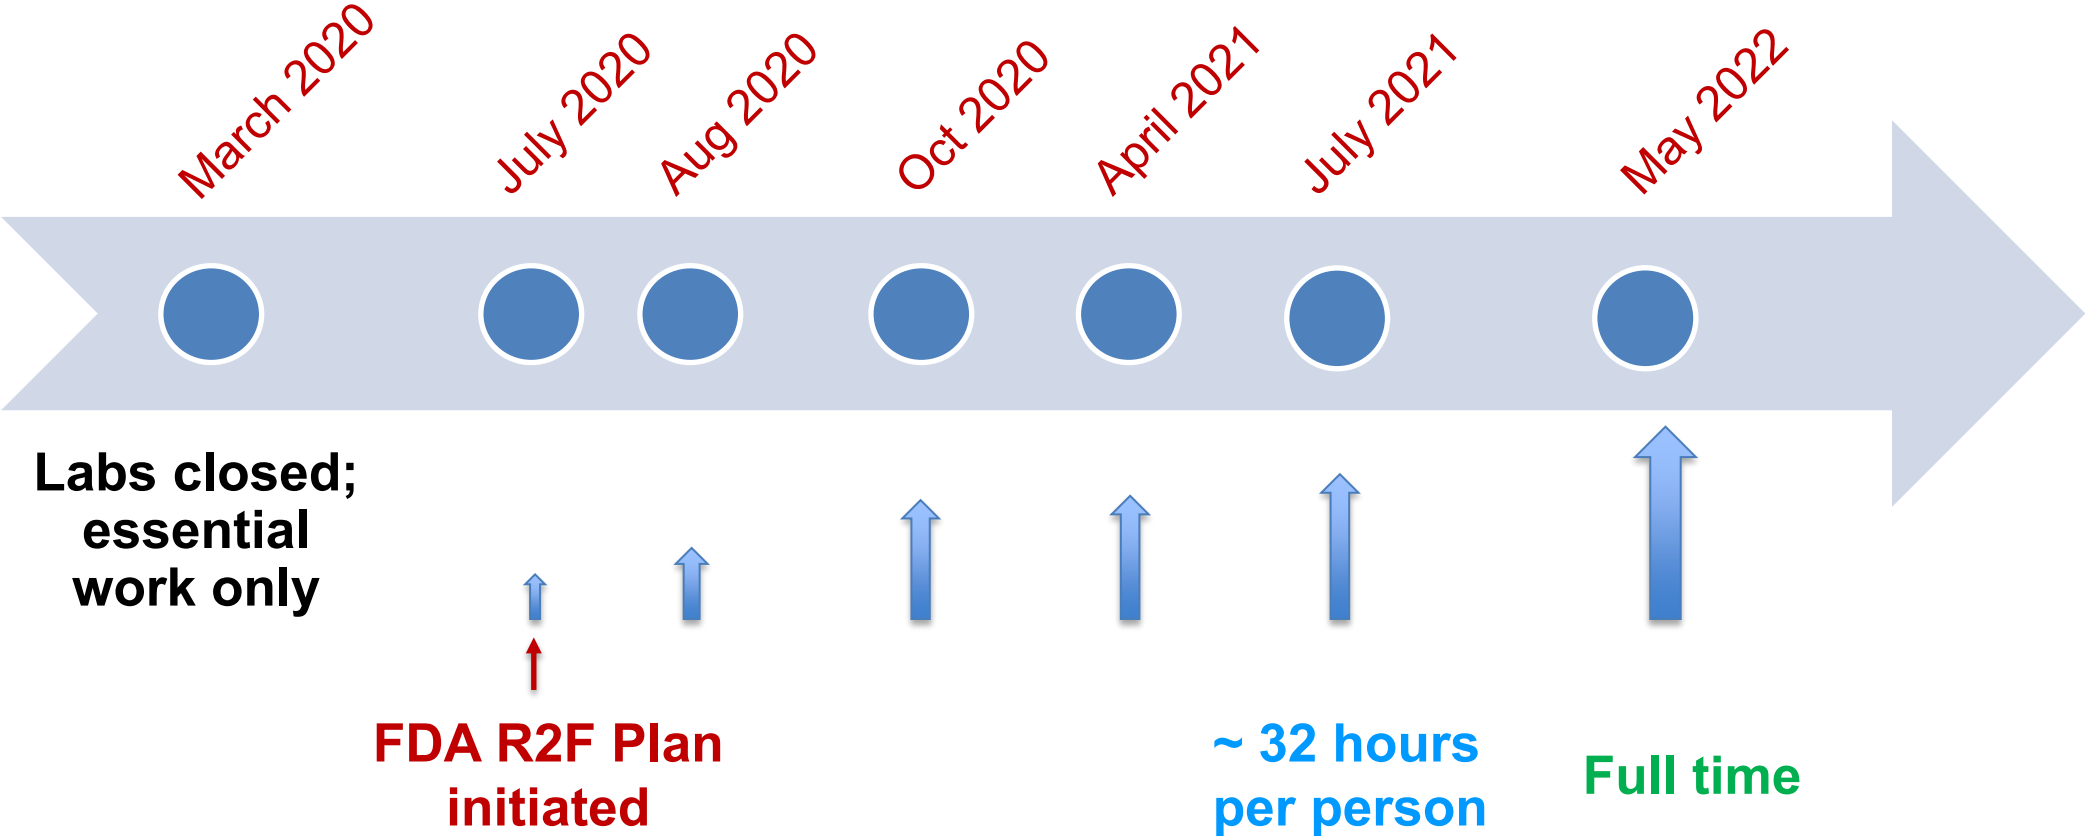 March 2020
July 2020
Aug 2020
Oct 2020
April 2021
July 2021
May 2022
Labs closed;
essential
work only
FDA R2F Plan
initiated
~ 32 hours
per person
Full time